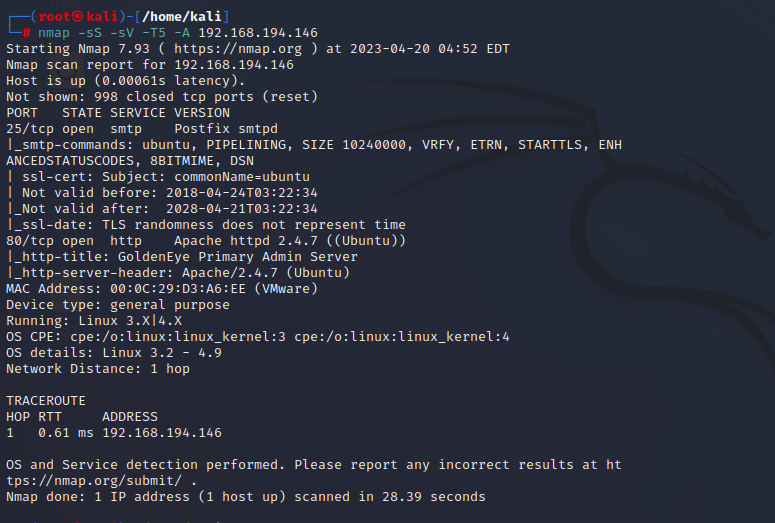 ┌──(root㉿kali)-[/home/kali]
└─# nmap -sS -sV -T5 -A 192.168.194.146
Starting Nmap 7.93 ( https://nmap.org ) at 2023-04-20 04:52 EDT
Nmap scan report for 192.168.194.146
Host is up (0.00061s latency).
Not shown: 998 closed tcp ports (reset)
PORT   STATE SERVICE VERSION
25/tcp open  smtp    Postfix smtpd
|_smtp-commands: ubuntu, PIPELINING, SIZE 10240000, VRFY, ETRN, STARTTLS, ENH
ANCEDSTATUSCODES, 8BITMIME, DSN
| ssl-cert: Subject: commonName=ubuntu
| Not valid before: 2018-04-24T03:22:34
|_Not valid after:  2028-04-21T03:22:34
|_ssl-date: TLS randomness does not represent time
80/tcp open  http    Apache httpd 2.4.7 ((Ubuntu))
|_http-title: GoldenEye Primary Admin Server
|_http-server-header: Apache/2.4.7 (Ubuntu)
MAC Address: 00:0C:29:D3:A6:EE (VMware)
Device type: general purpose
Running: Linux 3.X|4.X
OS CPE: cpe:/o:linux:linux_kernel:3 cpe:/o:linux:linux_kernel:4
OS details: Linux 3.2 - 4.9
Network Distance: 1 hop

TRACEROUTE
HOP RTT     ADDRESS
1   0.61 ms 192.168.194.146

OS and Service detection performed. Please report any incorrect results at ht
tps://nmap.org/submit/ .
Nmap done: 1 IP address (1 host up) scanned in 28.39 seconds